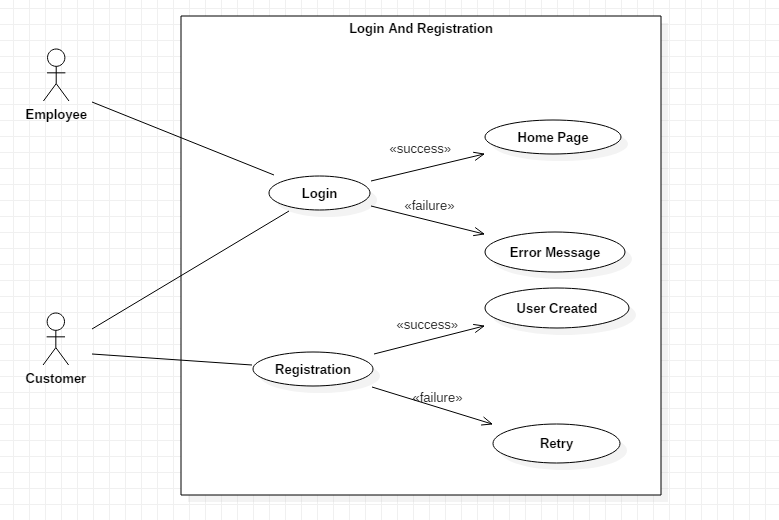 Login And Registration
Employee
Home Page
«success»
Login
«failure»
Error Message
User Created
«success»
Customer
Registration
«failure»
Retry